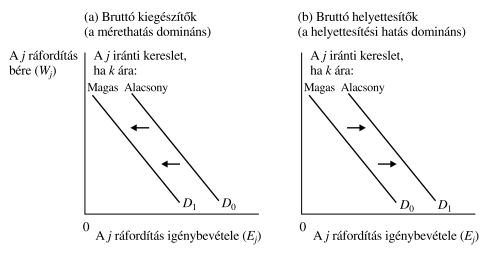 (a) Bruttó kiegészítők
(a mérethatás domináns)
A j ráfordítás
bére (Wj)
A j iránti kereslet,
ha k ára:
Magas Alacsony
D1
D0
0
A j ráfordítás igénybevétele (Ej)
(b) Bruttó helyettesítők
(a helyettesítési hatás domináns)
A j iránti kereslet,
ha k ára:
Magas Alacsony
D0
D1
0
A j ráfordítás igénybevétele (Ej)